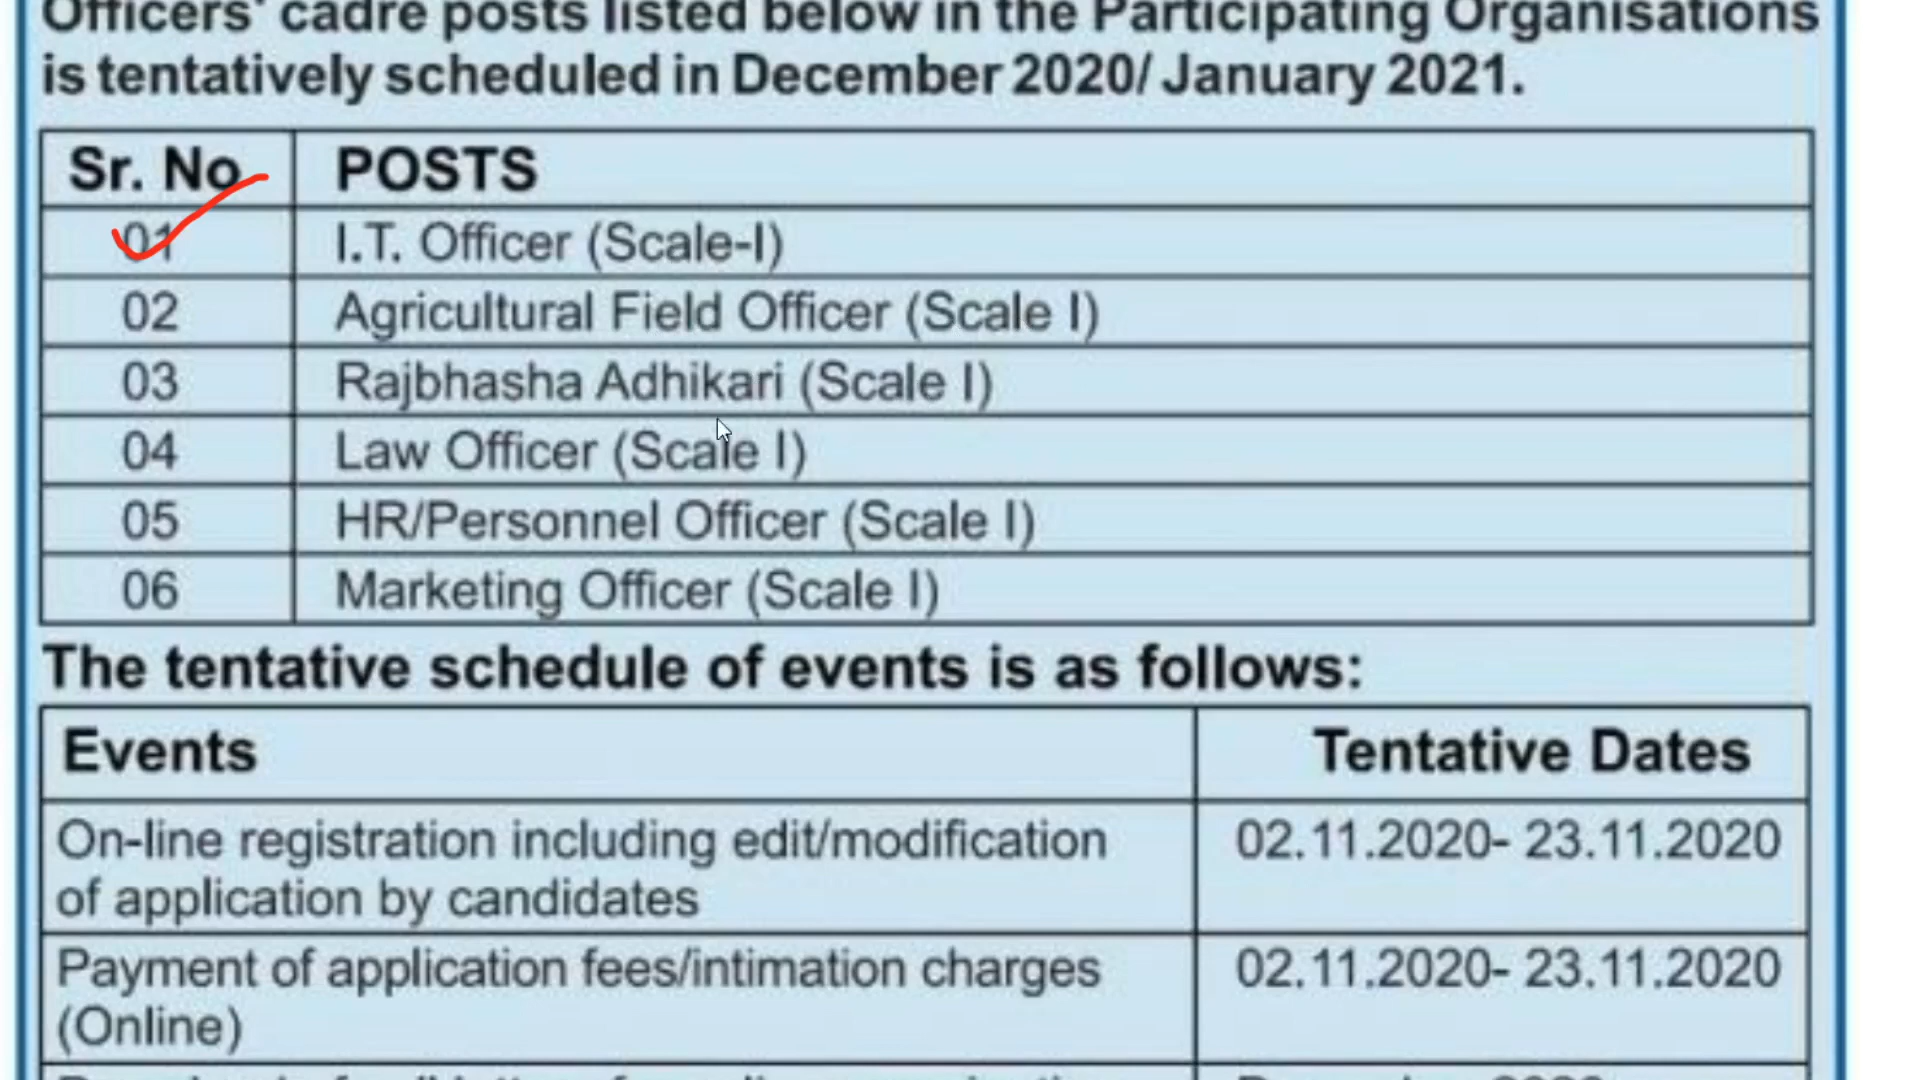 Officers' cadre posts listed below in the Participating Organisations
is tentatively scheduled in December 2020/ January 2021.
Sr. No. POSTS
01 I.T. Officer (Scale-I)
02 Agricultural Field Officer (Scale I)
03 Rajbhasha Adhikari (Scale I)
04 Law Officer (Scale I)
05 HR/Personnel Officer (Scale I)
06 Marketing Officer (Scale I)
The tentative schedule of events is as follows:
Events Tentative Dates
On-line registration including edit/modification 02.11.2020- 23.11.2020
of application by candidates
Payment of application fees/intimation charges 02.11.2020- 23.11.2020
(Online)